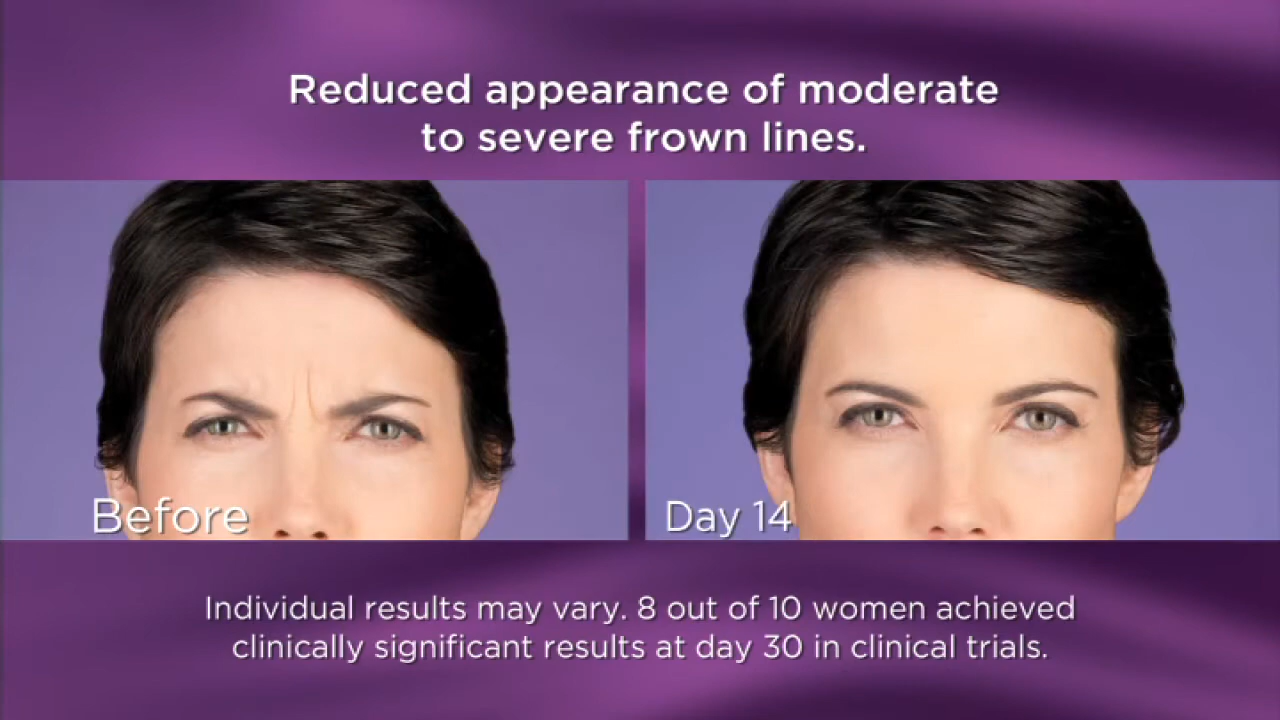 Reduced appearance of moderate
to severe frown lines.
Before
Day 14
Individual results may vary. 8 out of 10 women achieved
clinically significant results at day 30 in clinical trials.